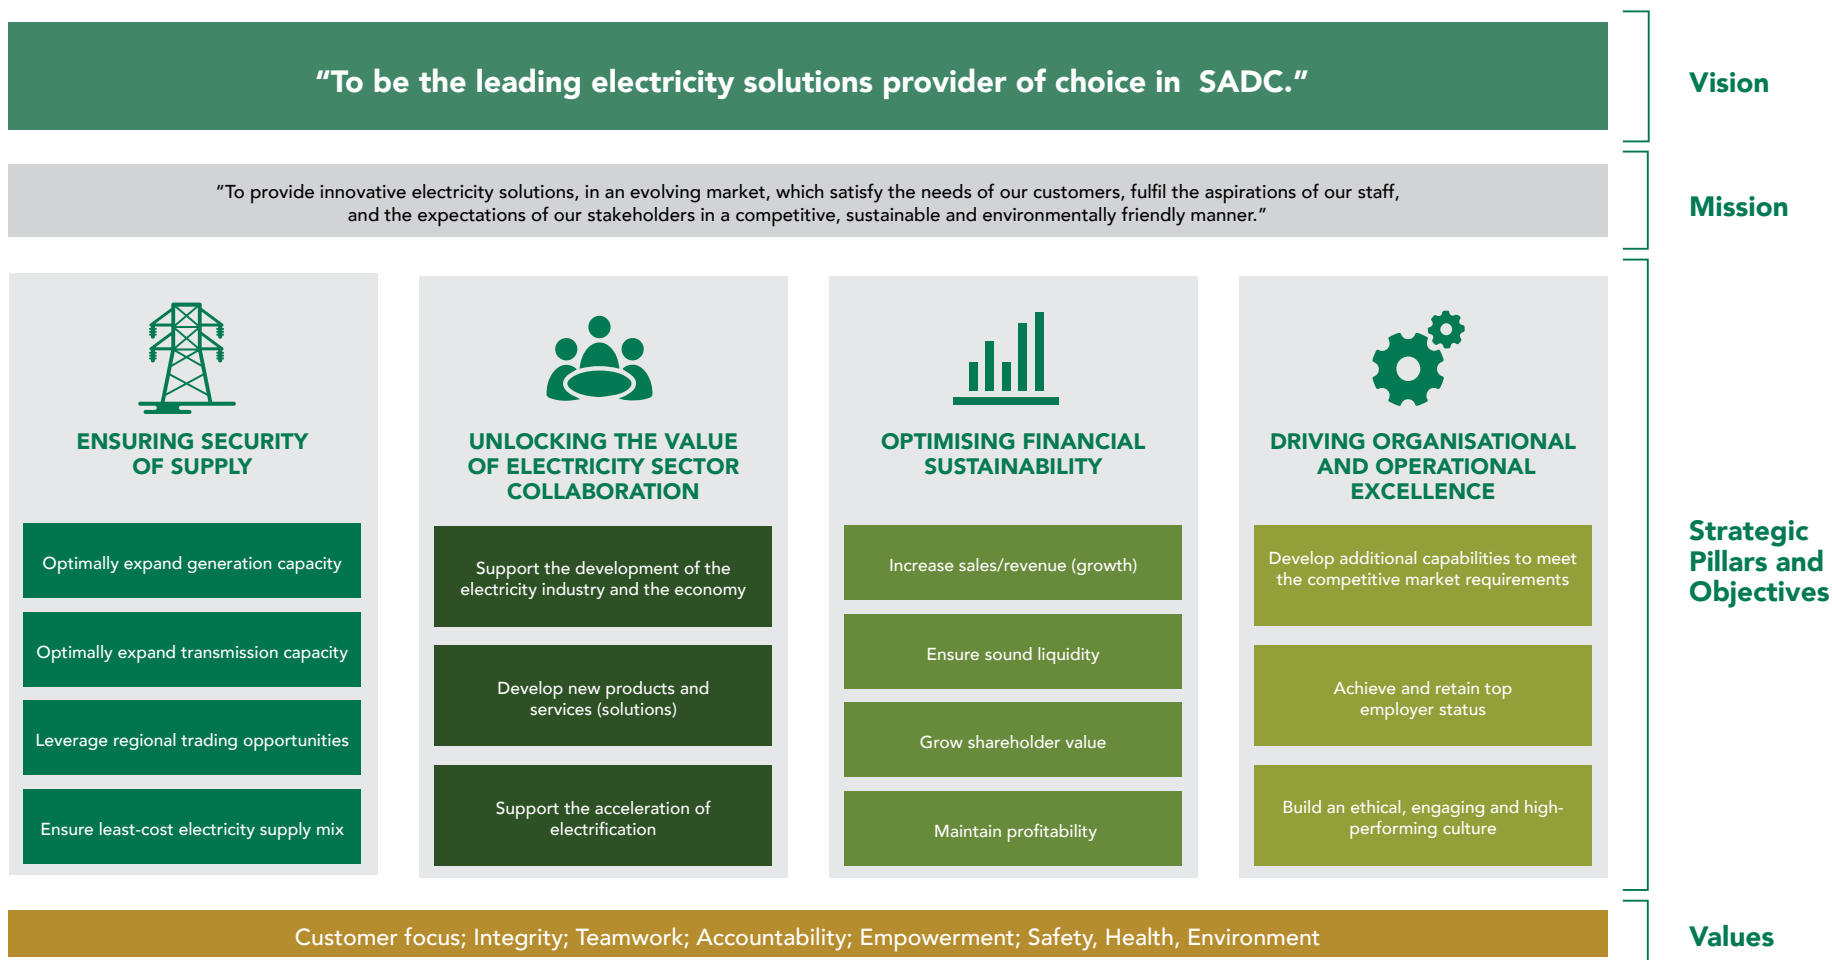 “To be the leading electricity solutions provider of choice in SADC.”
Vision
“To provide innovative electricity solutions, in an evolving market, which satisfy the needs of our customers, fulfil the aspirations of our staff,
and the expectations of our stakeholders in a competitive, sustainable and environmentally friendly manner.”
Mission
ENSURING SECURITY
OF SUPPLY
Optimally expand generation capacity
Optimally expand transmission capacity
Leverage regional trading opportunities
Ensure least-cost electricity supply mix
UNLOCKING THE VALUE
OF ELECTRICITY SECTOR
COLLABORATION
Support the development of the
electricity industry and the economy
Develop new products and
services (solutions)
Support the acceleration of
electrification
OPTIMISING FINANCIAL
SUSTAINABILITY
Increase sales/revenue (growth)
Ensure sound liquidity
Grow shareholder value
Maintain profitability
DRIVING ORGANISATIONAL
AND OPERATIONAL
EXCELLENCE
Develop additional capabilities to meet
the competitive market requirements
Achieve and retain top
employer status
Build an ethical, engaging and high-
performing culture
Strategic
Pillars and
Objectives
Customer focus; Integrity; Teamwork; Accountability; Empowerment; Safety, Health, Environment
Values